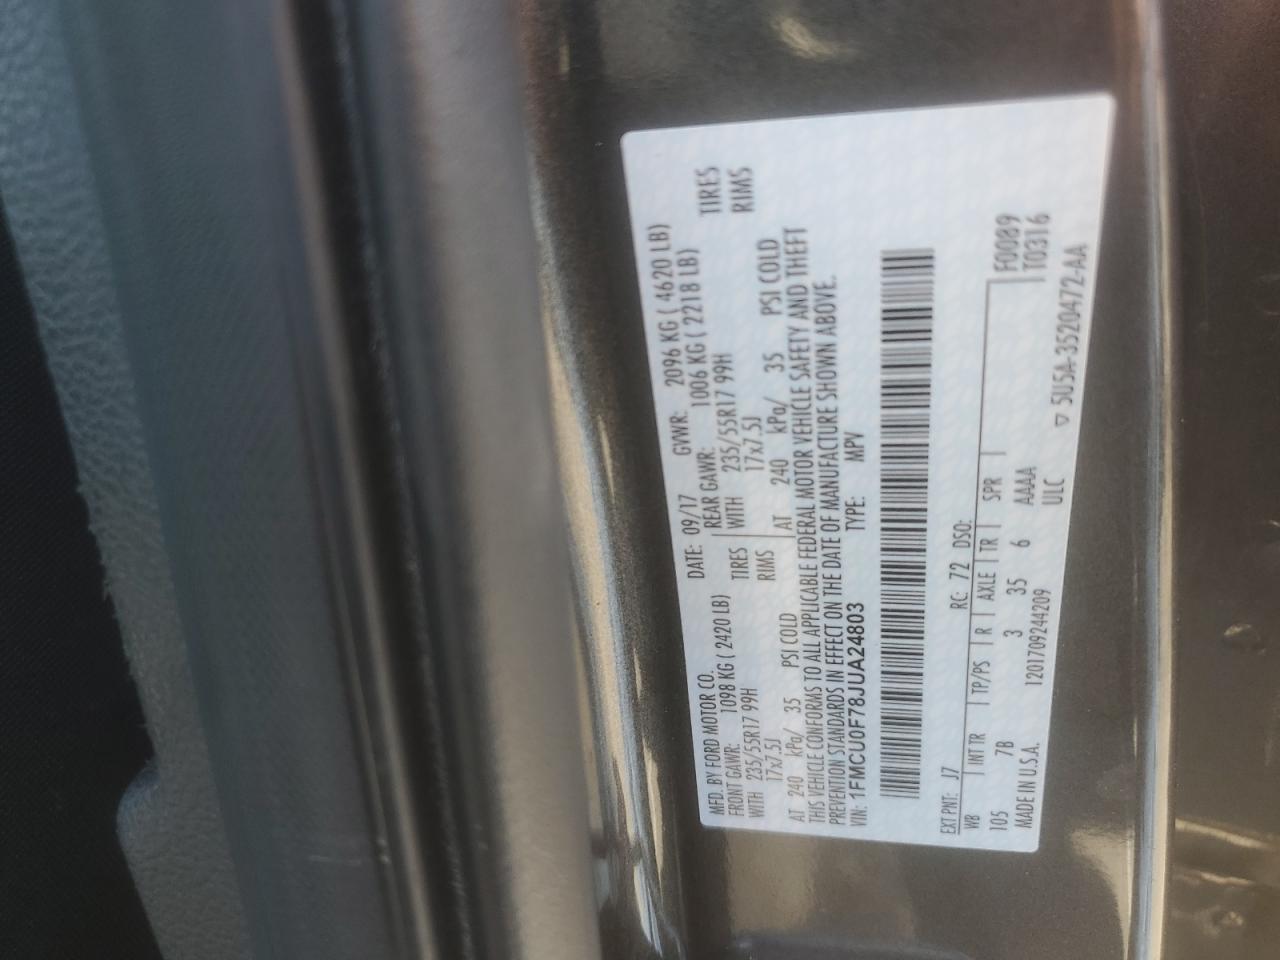 MFD. BY FORD MOTOR CO. DATE: 09/17 GVWR: 2096 KG ( 4620 LB)
FRONT GAWR: 1098 KG ( 2420 LB) REAR GAWR: 1006 KG ( 2218 LB)
WITH 235/55R17 99H TIRES WITH 235/55R17 99H TIRES
17x7.5J RIMS 17x7.5J RIMS
AT 240 kPa/ 35 PSI COLD AT 240 kPa/ 35 PSI COLD
THIS VEHICLE CONFORMS TO ALL APPLICABLE FEDERAL MOTOR VEHICLE SAFETY AND THEFT
PREVENTION STANDARDS IN EFFECT ON THE DATE OF MANUFACTURE SHOWN ABOVE.
VIN: 1FMCU0F78JUA24803 TYPE: MPV
EXT PNT: J7 RC: 72 DSO:
WB INT TR TP/PS R AXLE TR SPR F0089
105 7B 3 35 6 AAAA T0316
MADE IN U.S.A. 1201709244209 ULC
▽ 5U5A-3520472-AA